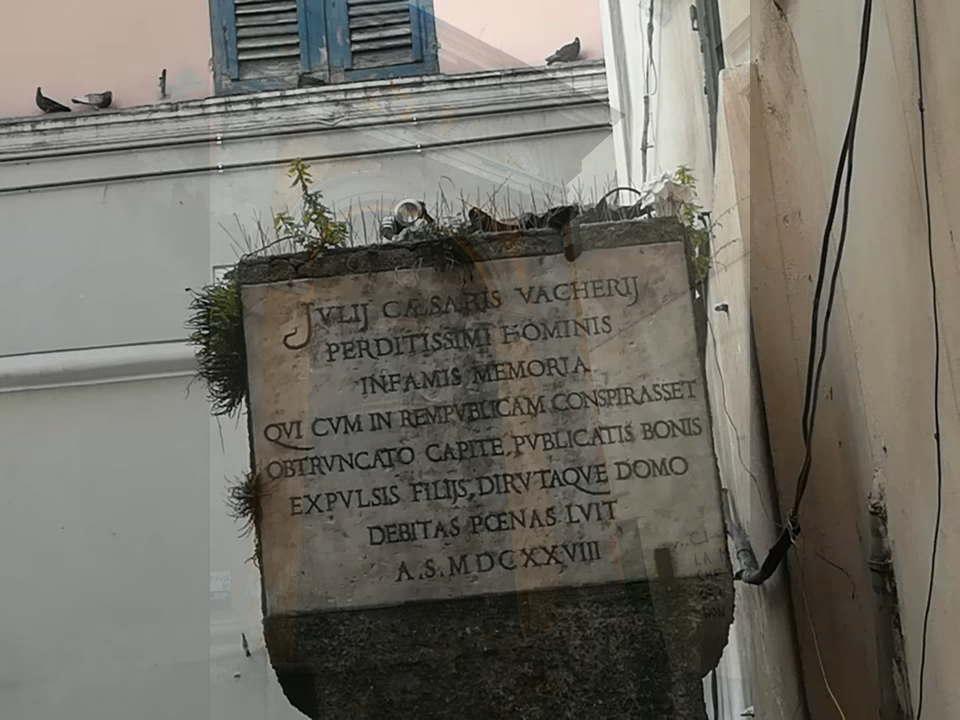 JVLIJ CÆSARIS VACHERIJ
PERDITISSIMI HOMINIS
INFAMIS MEMORIA
QVI CVM IN REMPVBLICAM CONSPIRASSET
OBTRVNCATO CAPITE, PVBLICATIS BONIS
EXPVLSIS FILIJS, DIRVTAQVE DOMO
DEBITAS PŒNAS LVIT
A.S. MDCXXVIII